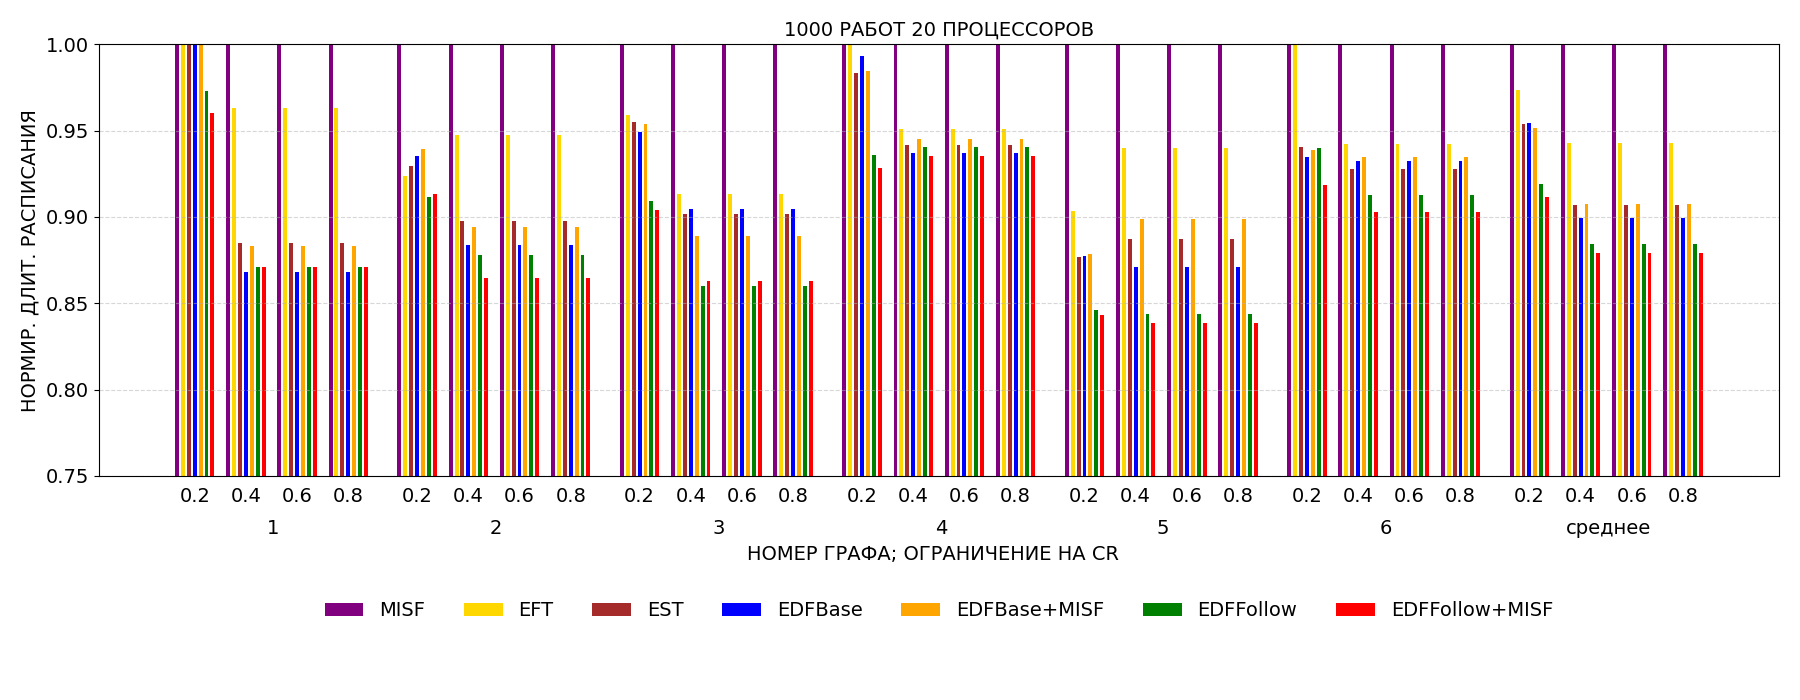 1000 РАБОТ 20 ПРОЦЕССОРОВ
НОРМИР. ДЛИТ. РАСПИСАНИЯ
1.00
0.95
0.90
0.85
0.80
0.75
0.2 0.4 0.6 0.8 0.2 0.4 0.6 0.8 0.2 0.4 0.6 0.8 0.2 0.4 0.6 0.8 0.2 0.4 0.6 0.8 0.2 0.4 0.6 0.8 0.2 0.4 0.6 0.8
1 2 3 4 5 6 среднее
НОМЕР ГРАФА; ОГРАНИЧЕНИЕ НА CR
MISF EFT EST EDFBase EDFBase+MISF EDFFollow EDFFollow+MISF